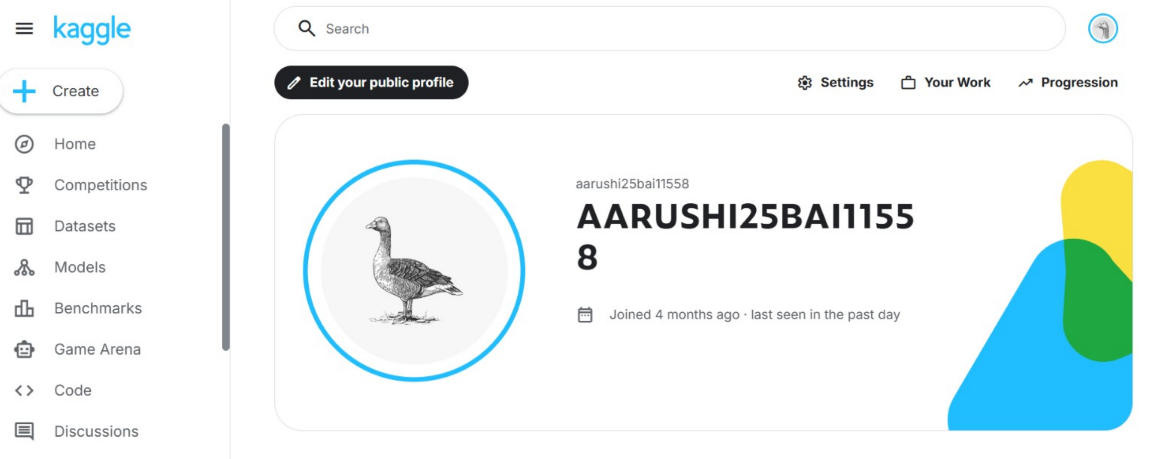 kaggle
Search
Create
Edit your public profile
Settings
Your Work
Progression
Home
Competitions
Datasets
Models
Benchmarks
Game Arena
Code
Discussions
aarushi25bai11558
AARUSHI25BAI1155
8
Joined 4 months ago · last seen in the past day